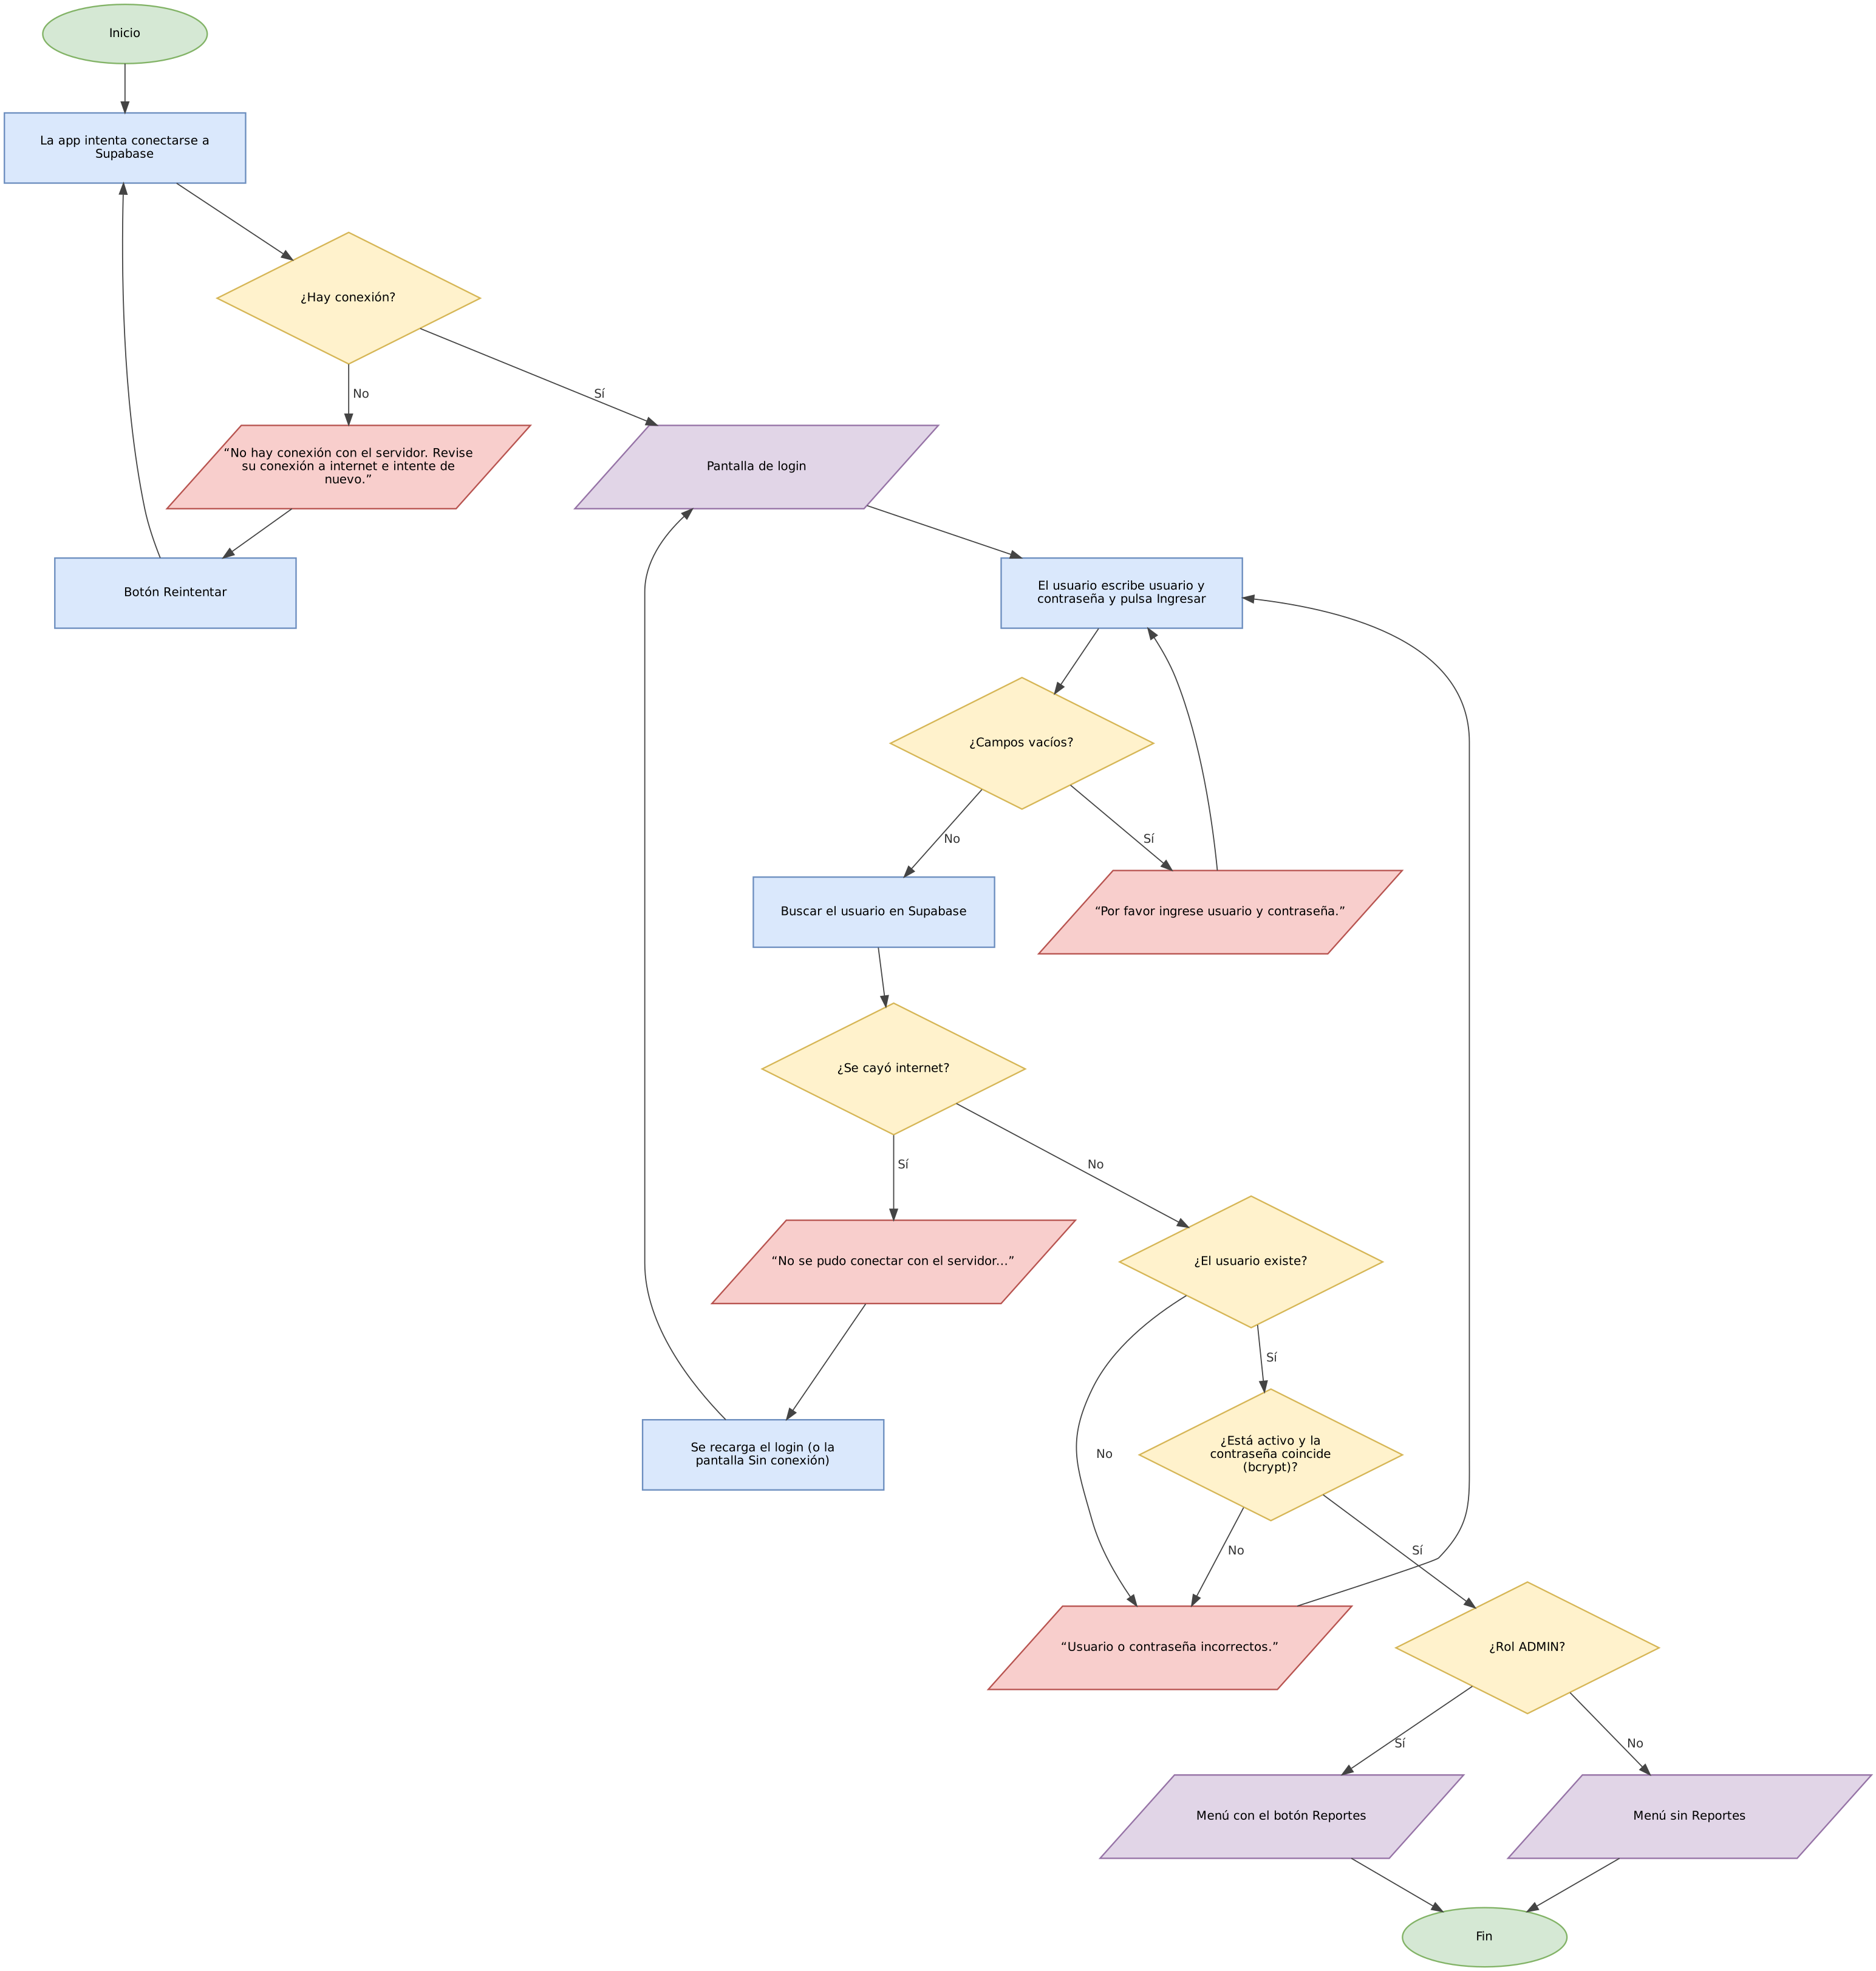 Inicio
La app intenta conectarse a
Supabase
¿Hay conexión?
No
Sí
“No hay conexión con el servidor. Revise
su conexión a internet e intente de
nuevo.”
Pantalla de login
Botón Reintentar
El usuario escribe usuario y
contraseña y pulsa Ingresar
¿Campos vacíos?
No
Sí
Buscar el usuario en Supabase
“Por favor ingrese usuario y contraseña.”
¿Se cayó internet?
Sí
No
“No se pudo conectar con el servidor...”
¿El usuario existe?
Sí
Se recarga el login (o la
pantalla Sin conexión)
No
¿Está activo y la
contraseña coincide
(bcrypt)?
No
Sí
“Usuario o contraseña incorrectos.”
¿Rol ADMIN?
Sí
No
Menú con el botón Reportes
Menú sin Reportes
Fin